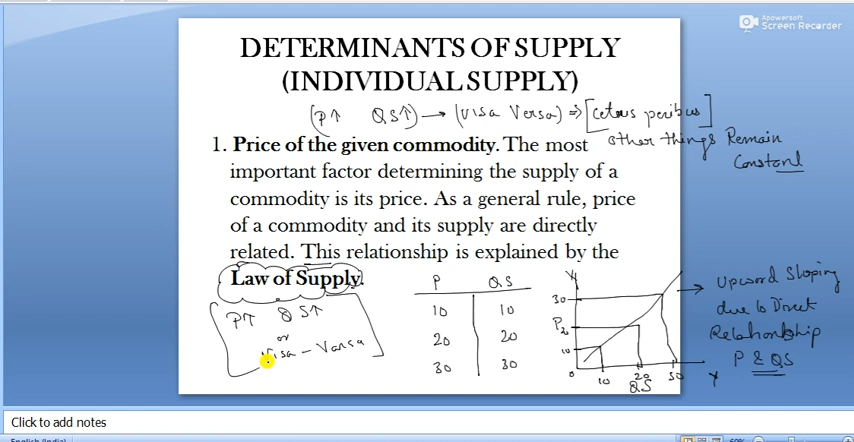 Apowersoft
Screen Recorder
DETERMINANTS OF SUPPLY
(INDIVIDUAL SUPPLY)
(P↑ QS↑) → (Visa Versa) ⇒ [Cetrus peribus]
other things Remain
Constant
1. Price of the given commodity. The most
important factor determining the supply of a
commodity is its price. As a general rule, price
of a commodity and its supply are directly
related. This relationship is explained by the
Law of Supply.
P↑ QS↑
or
Visa - Varsa
P QS
10 10
20 20
30 30
Y
30
P 20
10
0 10 20 30 Y
QS
→ Upword Sloping
due to Direct
Relationship
P & QS
Click to add notes
English (India)
60%